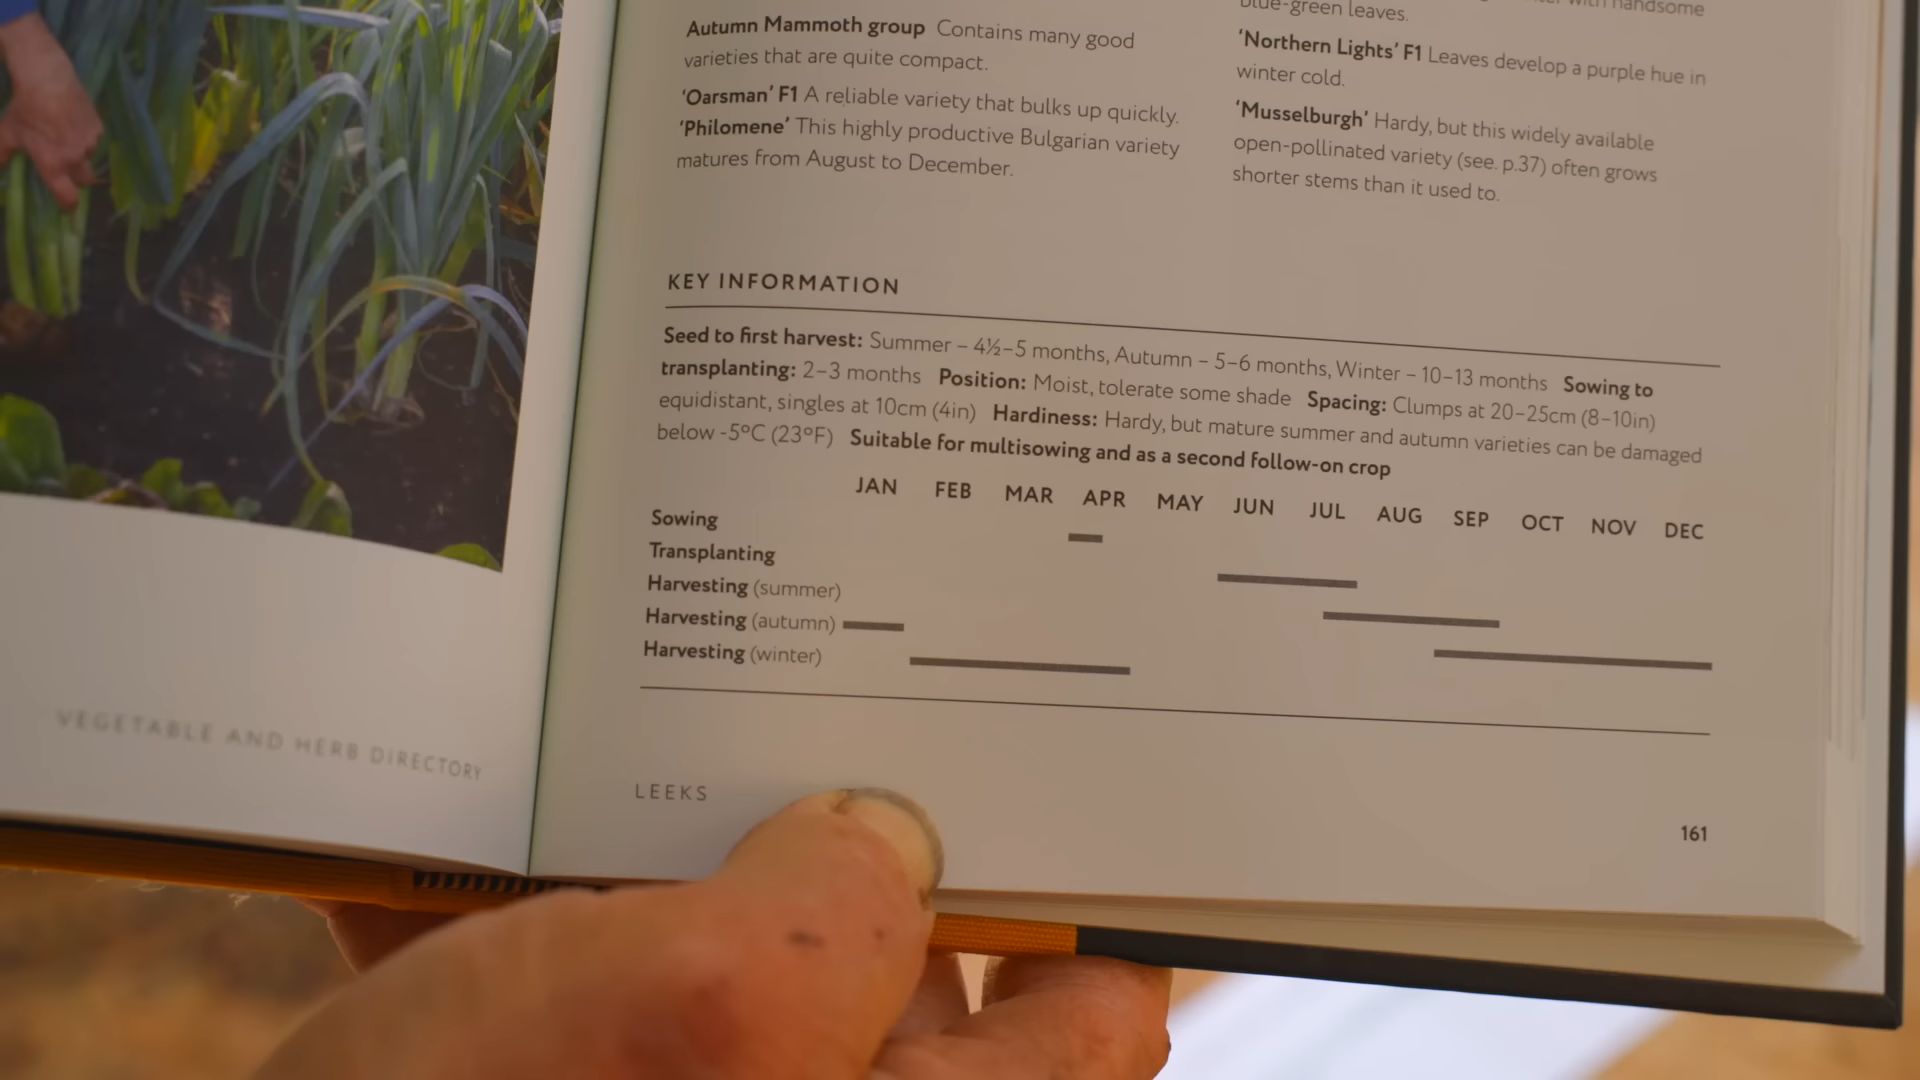 Autumn Mammoth group Contains many good
varieties that are quite compact.
'Oarsman' F1 A reliable variety that bulks up quickly.
'Philomene' This highly productive Bulgarian variety
matures from August to December.
with handsome
blue-green leaves.
'Northern Lights' F1 Leaves develop a purple hue in
winter cold.
'Musselburgh' Hardy, but this widely available
open-pollinated variety (see. p.37) often grows
shorter stems than it used to.
KEY INFORMATION
Seed to first harvest: Summer – 4½–5 months, Autumn – 5–6 months, Winter – 10–13 months Sowing to
transplanting: 2–3 months Position: Moist, tolerate some shade Spacing: Clumps at 20–25cm (8–10in)
equidistant, singles at 10cm (4in) Hardiness: Hardy, but mature summer and autumn varieties can be damaged
below -5°C (23°F) Suitable for multisowing and as a second follow-on crop
JAN FEB MAR APR MAY JUN JUL AUG SEP OCT NOV DEC
Sowing
Transplanting
Harvesting (summer)
Harvesting (autumn)
Harvesting (winter)
VEGETABLE AND HERB DIRECTORY
LEEKS
161